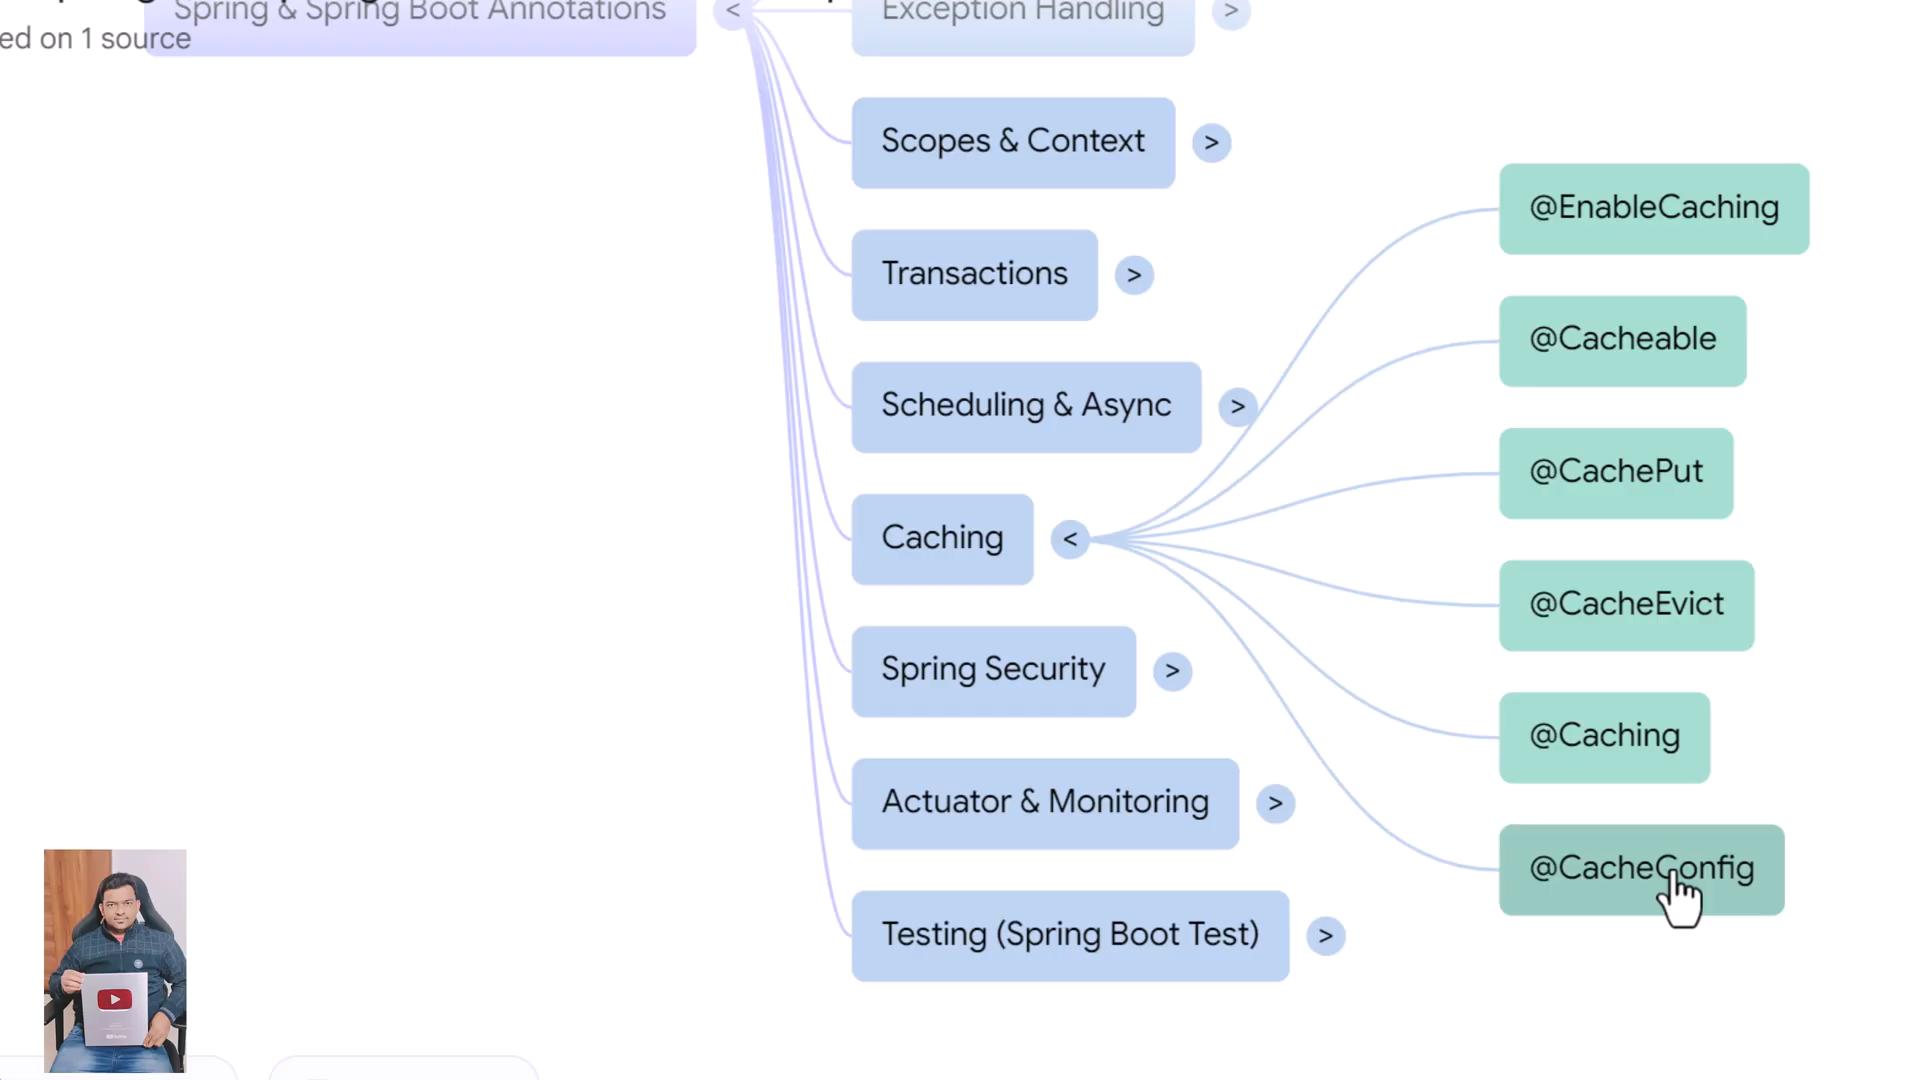 Spring & Spring Boot Annotations
ed on 1 source
Exception Handling
Scopes & Context
Transactions
Scheduling & Async
Caching
Spring Security
Actuator & Monitoring
Testing (Spring Boot Test)
@EnableCaching
@Cacheable
@CachePut
@CacheEvict
@Caching
@CacheConfig